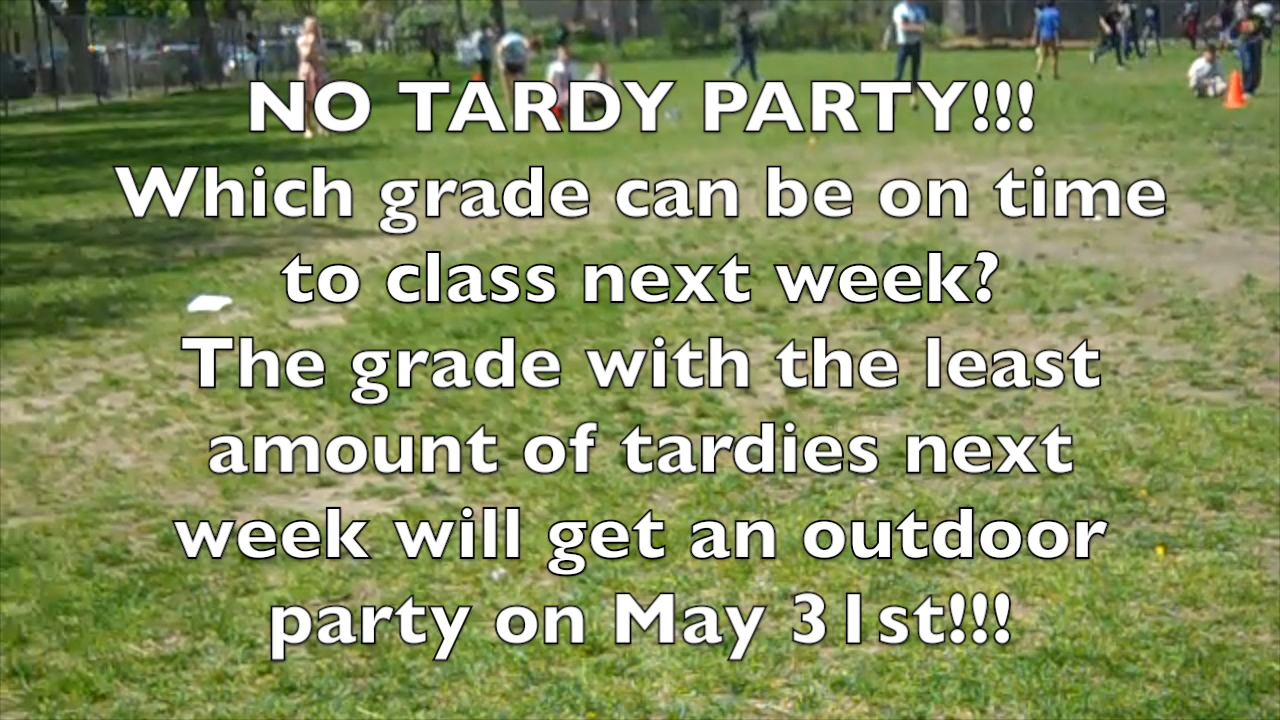 NO TARDY PARTY!!!
Which grade can be on time
to class next week?
The grade with the least
amount of tardies next
week will get an outdoor
party on May 31st!!!